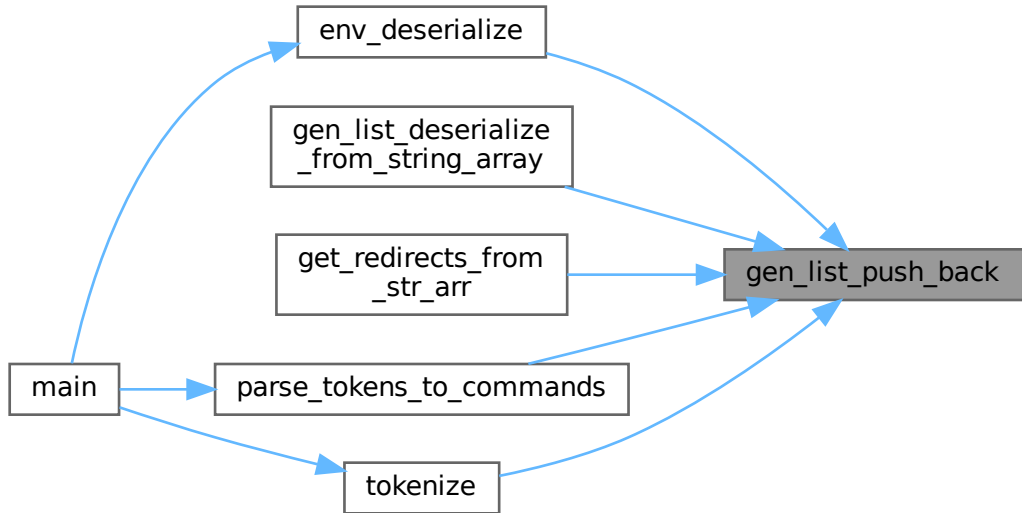 env_deserialize
gen_list_deserialize
_from_string_array
get_redirects_from
_str_arr
gen_list_push_back
main
parse_tokens_to_commands
tokenize